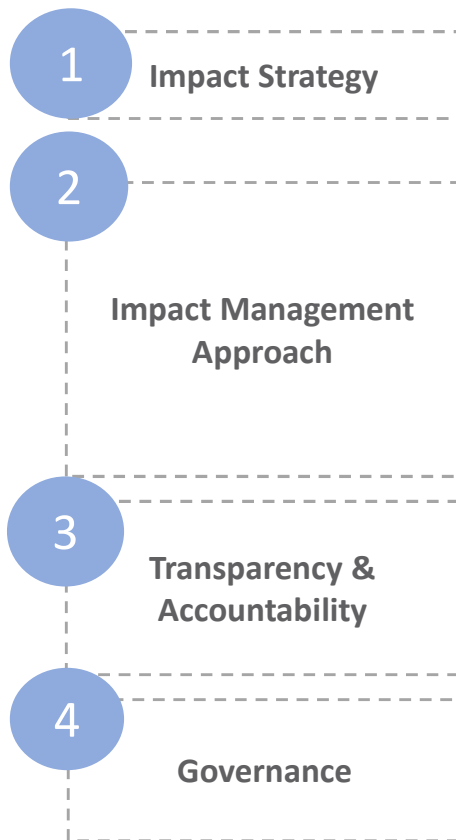 1
Impact Strategy
2
Impact Management
Approach
3
Transparency &
Accountability
4
Governance